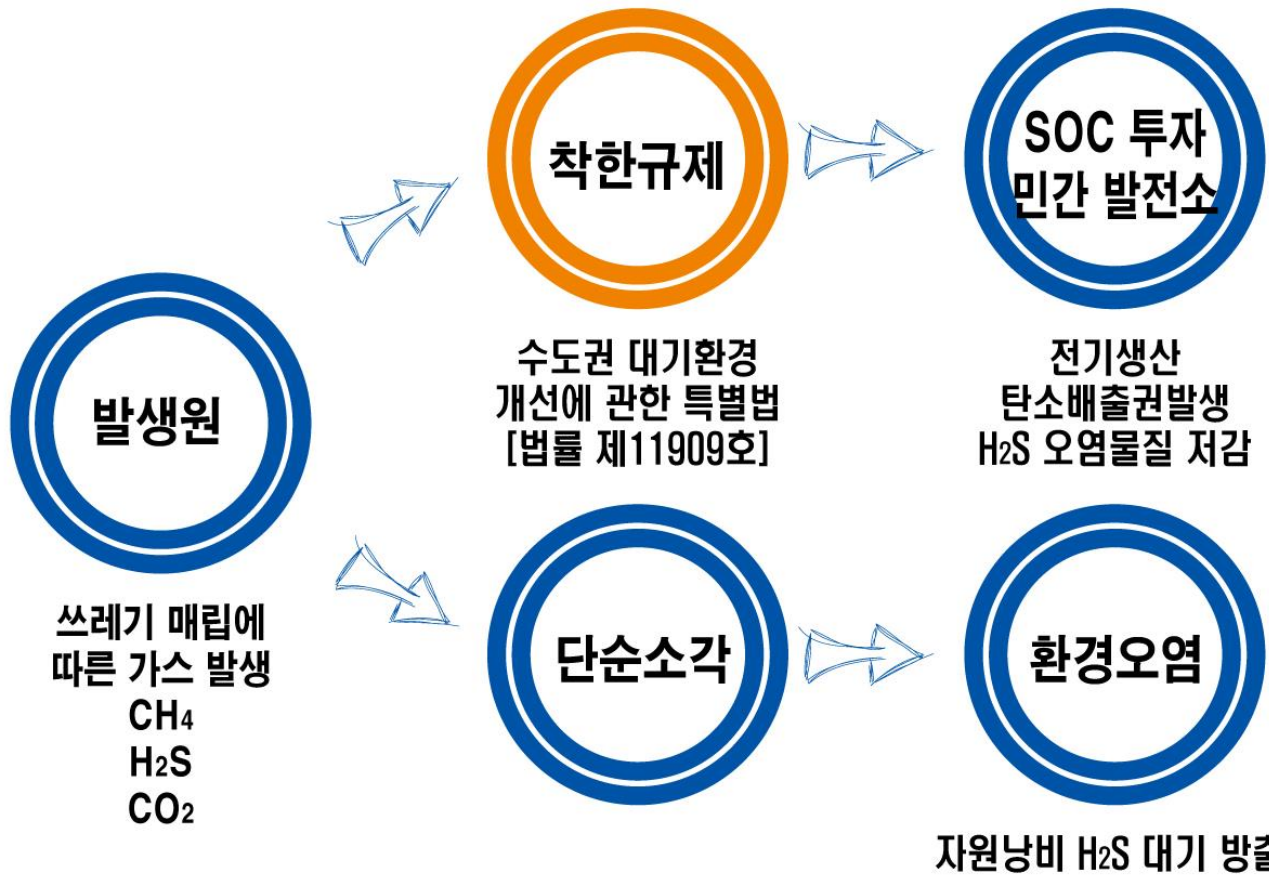 발생원
쓰레기 매립에
따른 가스 발생
CH4
H2S
CO2
착한규제
수도권 대기환경
개선에 관한 특별법
[법률 제11909호]
SOC 투자
민간 발전소
전기생산
탄소배출권발생
H2S 오염물질 저감
단순소각
환경오염
자원낭비 H2S 대기 방출